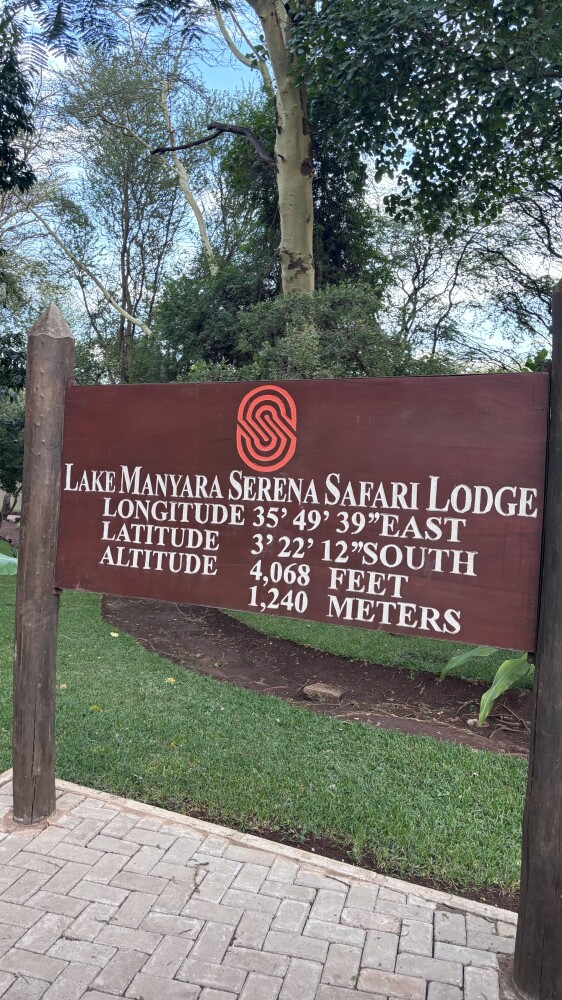 LAKE MANYARA SERENA SAFARI LODGE
LONGITUDE 35' 49' 39"EAST
LATITUDE 3' 22' 12"SOUTH
ALTITUDE 4,068 FEET
1,240 METERS